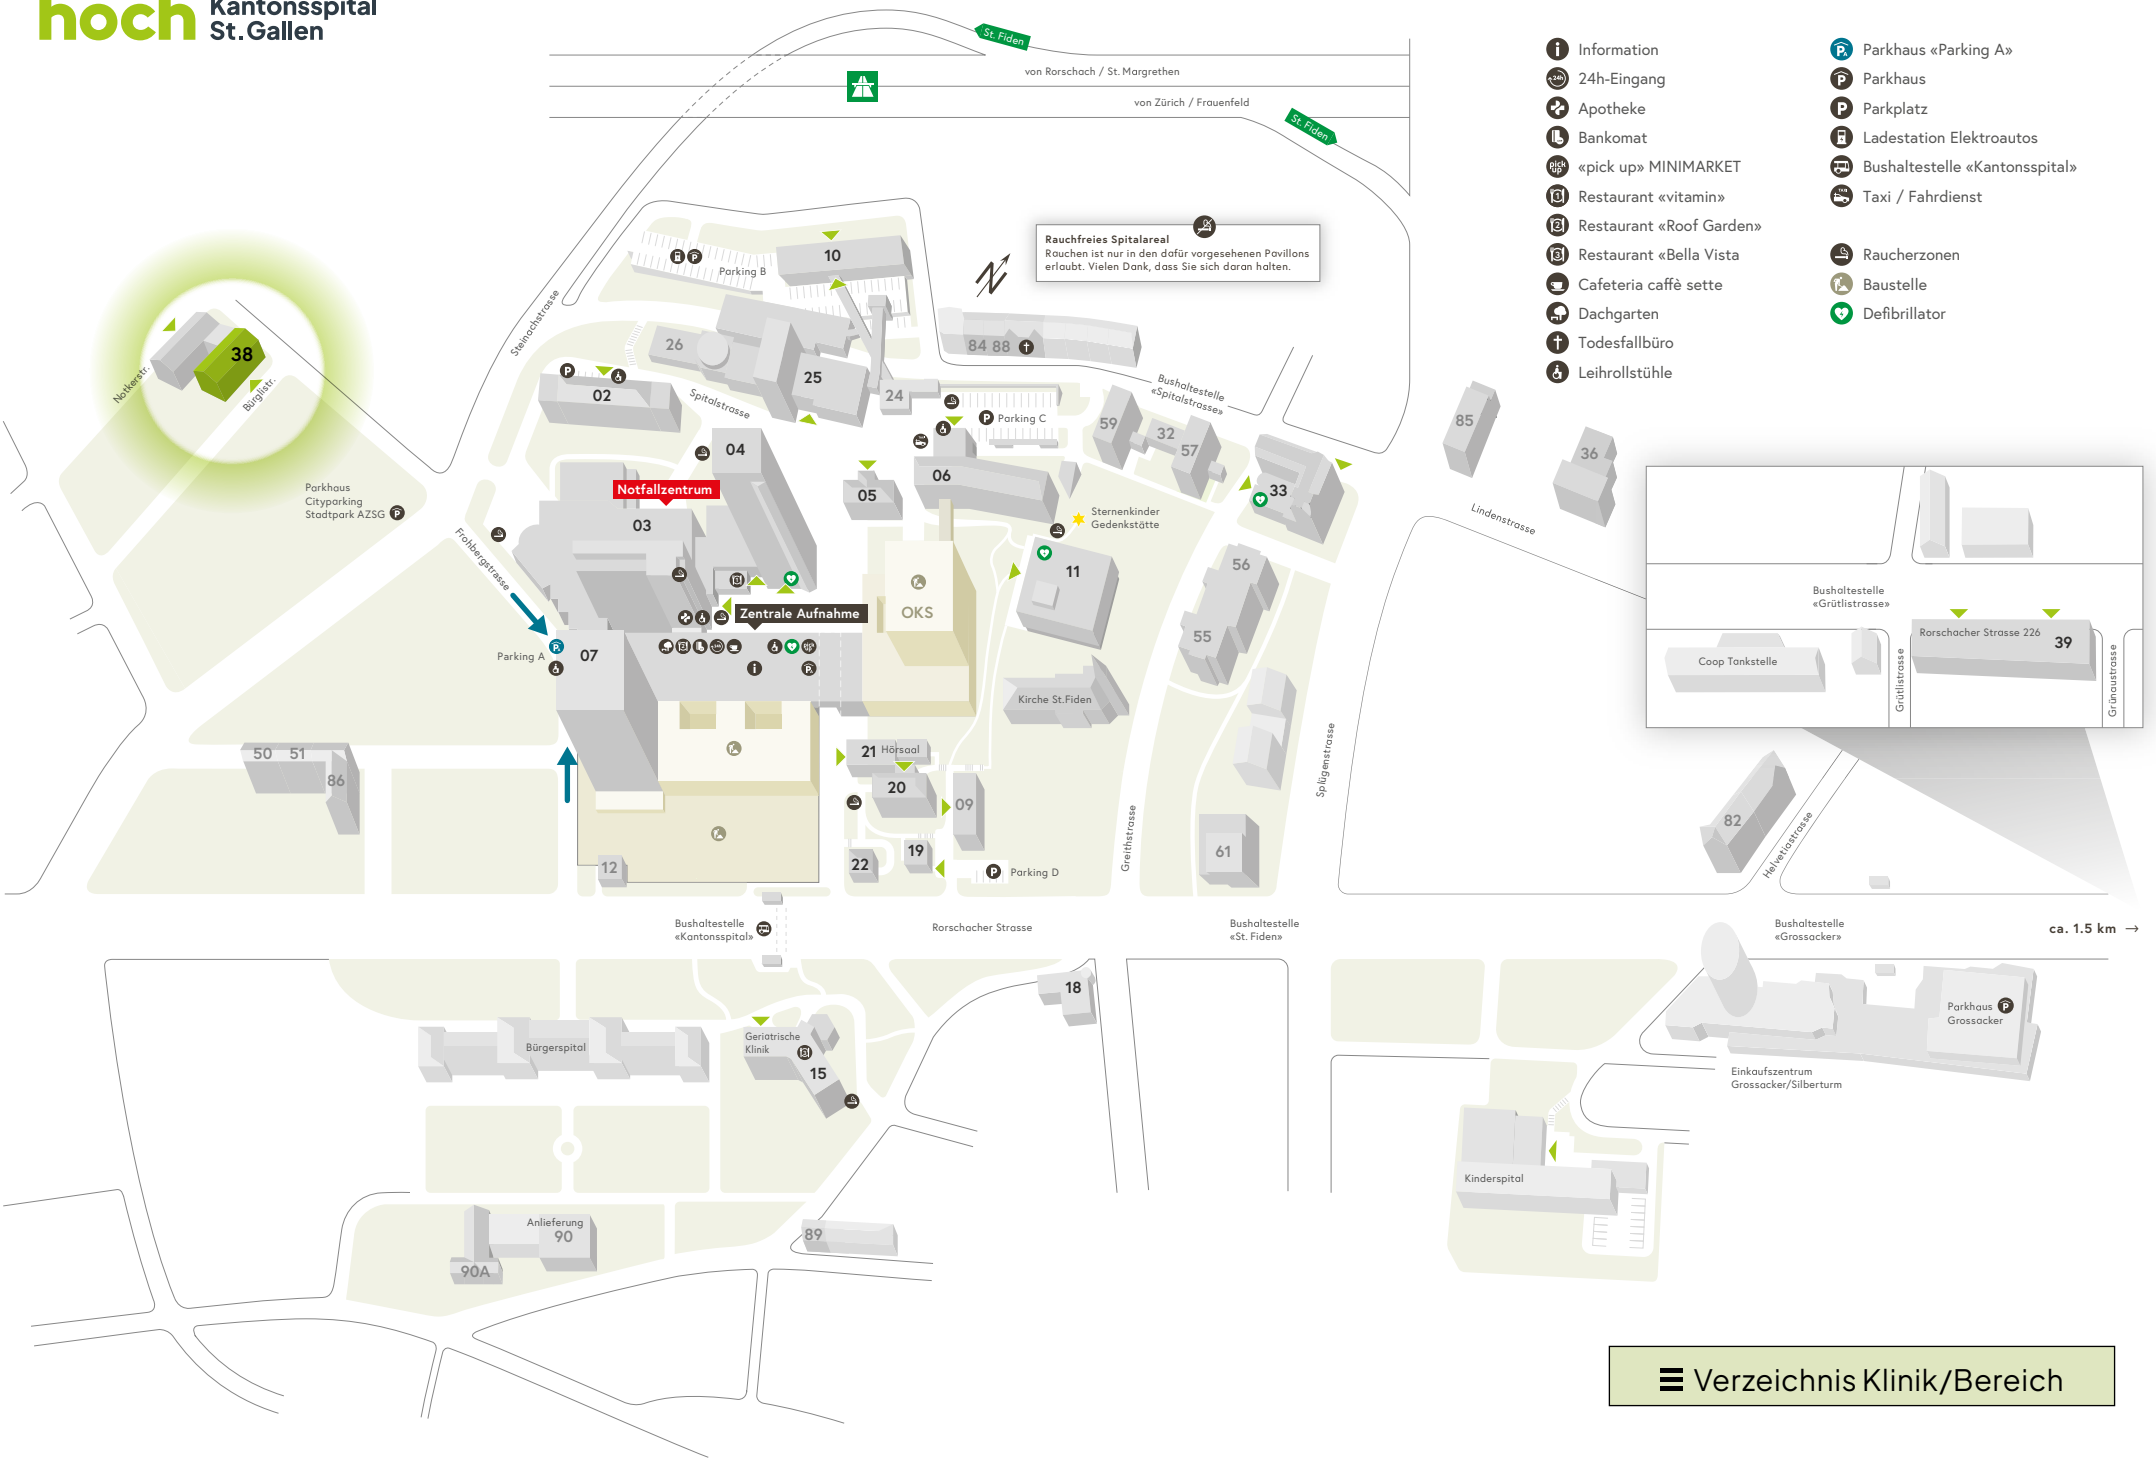 hoch Kantonsspital
St.Gallen
St. Fiden
von Rorschach / St. Margrethen
von Zürich / Frauenfeld
St. Fiden
Information
24h-Eingang
Apotheke
Bankomat
«pick up» MINIMARKET
Restaurant «vitamin»
Restaurant «Roof Garden»
Restaurant «Bella Vista
Cafeteria caffè sette
Dachgarten
Todesfallbüro
Leihrollstühle
Parkhaus «Parking A»
Parkhaus
Parkplatz
Ladestation Elektroautos
Bushaltestelle «Kantonsspital»
Taxi / Fahrdienst
Raucherzonen
Baustelle
Defibrillator
Rauchfreies Spitalareal
Rauchen ist nur in den dafür vorgesehenen Pavillons
erlaubt. Vielen Dank, dass Sie sich daran halten.
N
Parking B
10
Steinachstrasse
38
Notkerstr.
Bürglistr.
26
25
24
02
Spitalstrasse
84 88
Bushaltestelle
«Spitalstrasse»
Parking C
59
32
57
85
36
33
04
05
06
Notfallzentrum
03
Parkhaus
Cityparking
Stadtpark AZSG
Frohbergstrasse
Sternenkinder
Gedenkstätte
Lindenstrasse
11
56
55
OKS
Zentrale Aufnahme
Parking A
07
Kirche St.Fiden
Bushaltestelle
«Grütlistrasse»
Rorschacher Strasse 226
39
Coop Tankstelle
Grütlistrasse
Grünaustrasse
50 51
86
21 Hörsaal
20
09
19
22
12
Parking D
Greithstrasse
Splügenstrasse
61
82
Helvetiastrasse
Bushaltestelle
«Kantonsspital»
Rorschacher Strasse
Bushaltestelle
«St. Fiden»
Bushaltestelle
«Grossacker»
ca. 1.5 km →
18
Bürgerspital
Geriatrische
Klinik
15
Parkhaus
Grossacker
Einkaufszentrum
Grossacker/Silberturm
Kinderspital
Anlieferung
90
90A
89
Verzeichnis Klinik/Bereich